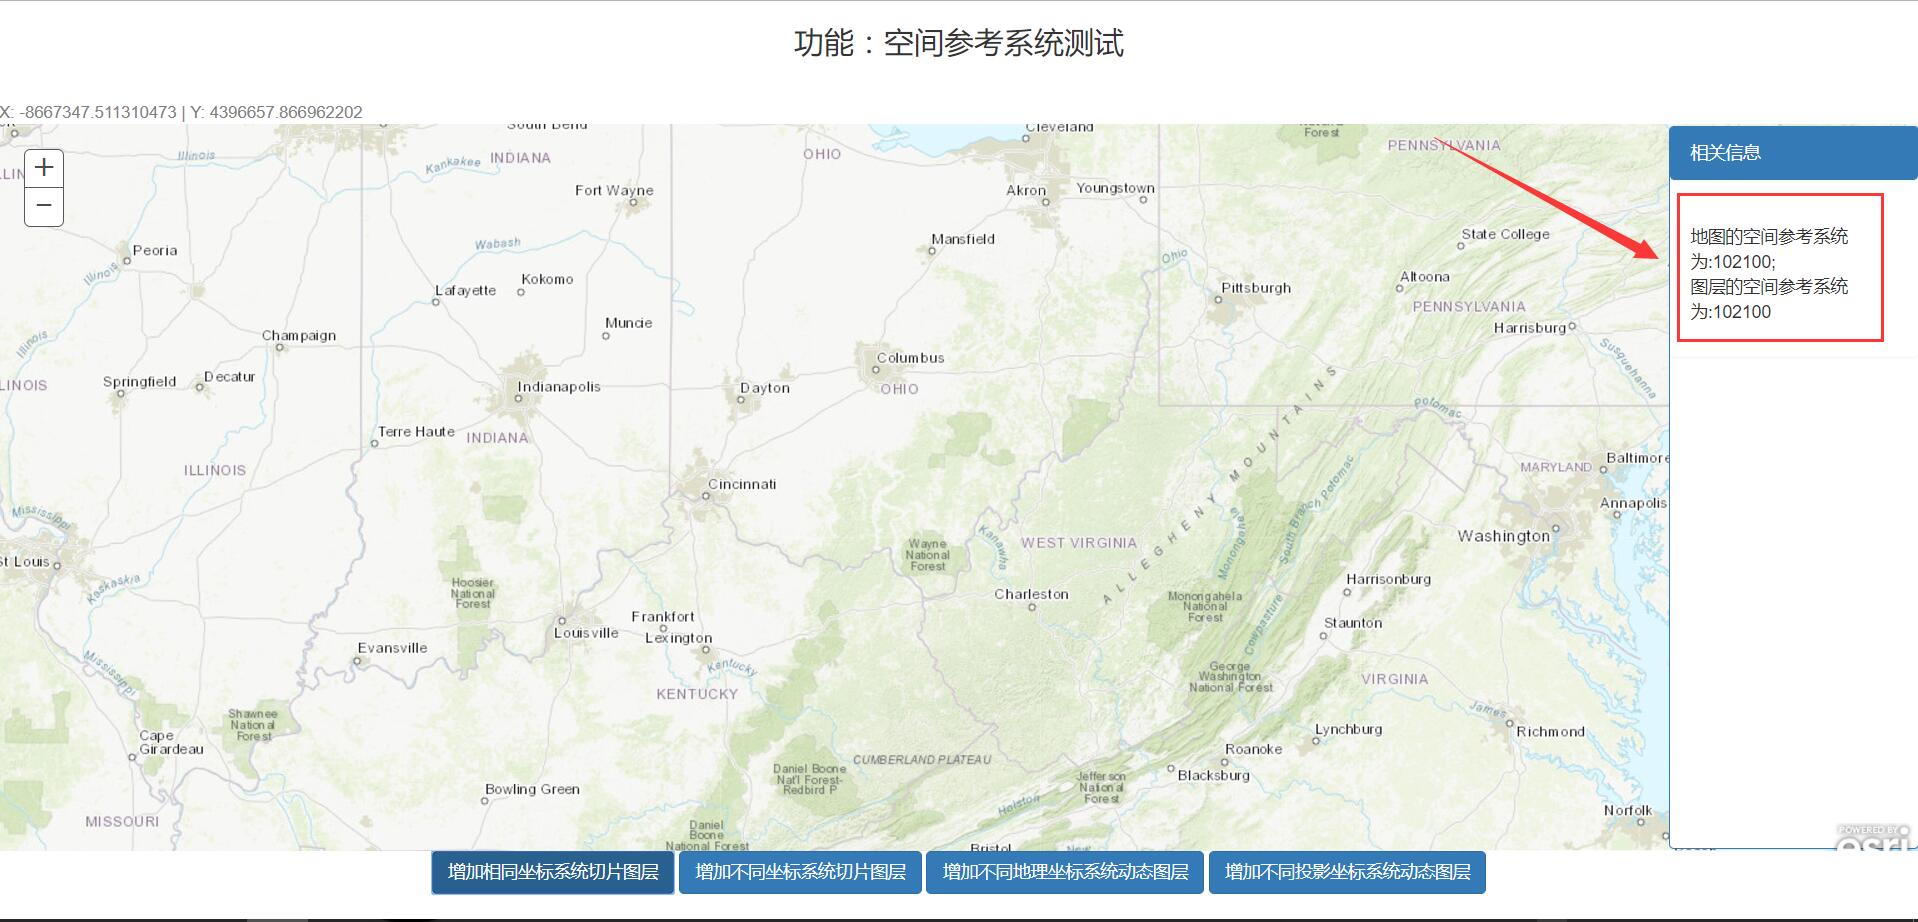 功能：空间参考系统测试
X: -8667347.511310473 | Y: 4396657.866962202
South Bend
Cleveland
Forest
Illinois
Kankakee
INDIANA
OHIO
PENNSYLVANIA
相关信息
+
Fort Wayne
Akron
Youngstown
−
Peoria
Wabash
Mansfield
Ohio
State College
地图的空间参考系统
为:102100;
图层的空间参考系统
为:102100
Illinois
Lafayette
Kokomo
Pittsburgh
Altoona
PENNSYLVANIA
Muncie
Harrisburg
Illinois
Champaign
Columbus
Susquehanna
LINOIS
Springfield
Decatur
Indianapolis
Dayton
OHIO
Potomac
Terre Haute
INDIANA
ALLEGHENY MOUNTAINS
ILLINOIS
Cincinnati
South Branch Potomac
MARYLAND
Baltimore
Annapolis
Mississippi
Kanawha
Monongahela
Washington
St Louis
Wayne
National
Forest
WEST VIRGINIA
Kaskaskia
Hoosier
National
Forest
Charleston
Monongahela
National
Forest
Harrisonburg
Frankfort
Louisville
Lexington
Cowpasture
Staunton
Evansville
Mississippi
Kentucky
KENTUCKY
George
Washington
National Forest
VIRGINIA
Shawnee
National
Forest
James
Cape
Girardeau
Lynchburg
Richmond
Roanoke
CUMBERLAND PLATEAU
Daniel Boone
Nat'l Forest-
Redbird P
Blacksburg
Jefferson
National
Forest
Bowling Green
Holston
Norfolk
MISSOURI
Daniel
Boone
National Forest
Bristol
New
POWERED BY
esri
增加相同坐标系统切片图层
增加不同坐标系统切片图层
增加不同地理坐标系统动态图层
增加不同投影坐标系统动态图层